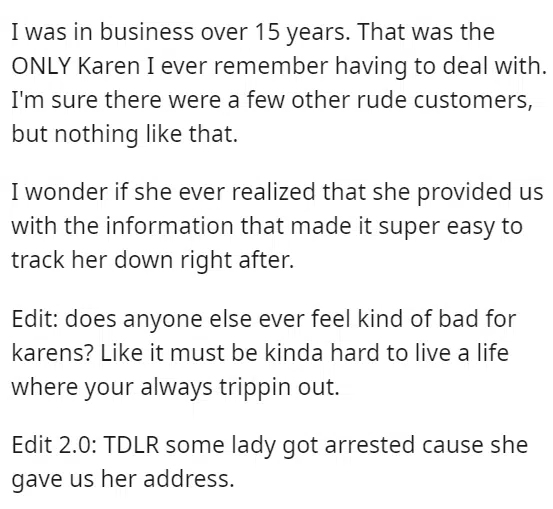 I was in business over 15 years. That was the
ONLY Karen I ever remember having to deal with.
I'm sure there were a few other rude customers,
but nothing like that.
I wonder if she ever realized that she provided us
with the information that made it super easy to
track her down right after.
Edit: does anyone else ever feel kind of bad for
karens? Like it must be kinda hard to live a life
where your always trippin out.
Edit 2.0: TDLR some lady got arrested cause she
gave us her address.